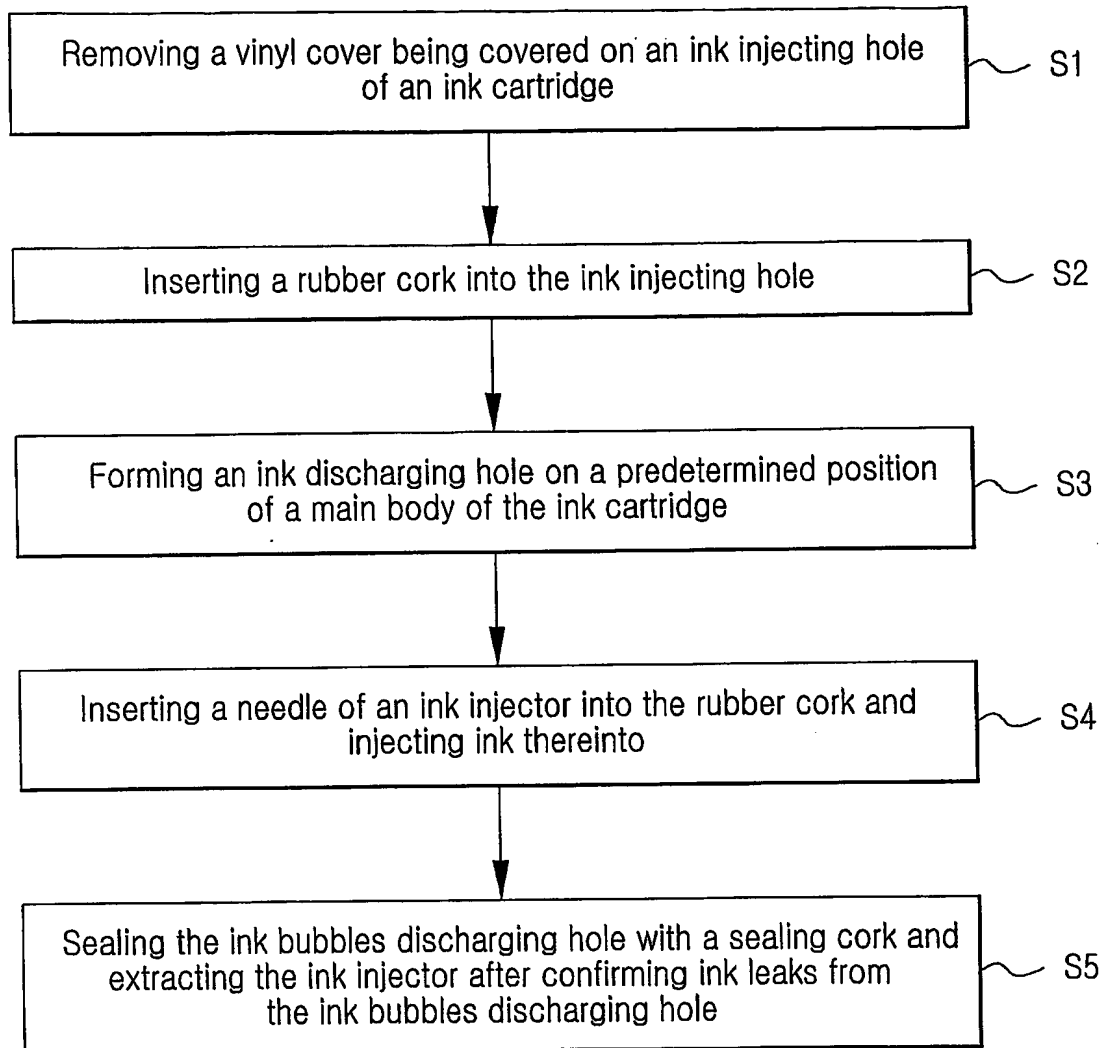 Removing a vinyl cover being covered on an ink injecting hole
of an ink cartridge
S1
Inserting a rubber cork into the ink injecting hole
S2
Forming an ink discharging hole on a predetermined position
of a main body of the ink cartridge
S3
Inserting a needle of an ink injector into the rubber cork and
injecting ink thereinto
S4
Sealing the ink bubbles discharging hole with a sealing cork and
extracting the ink injector after confirming ink leaks from
the ink bubbles discharging hole
S5